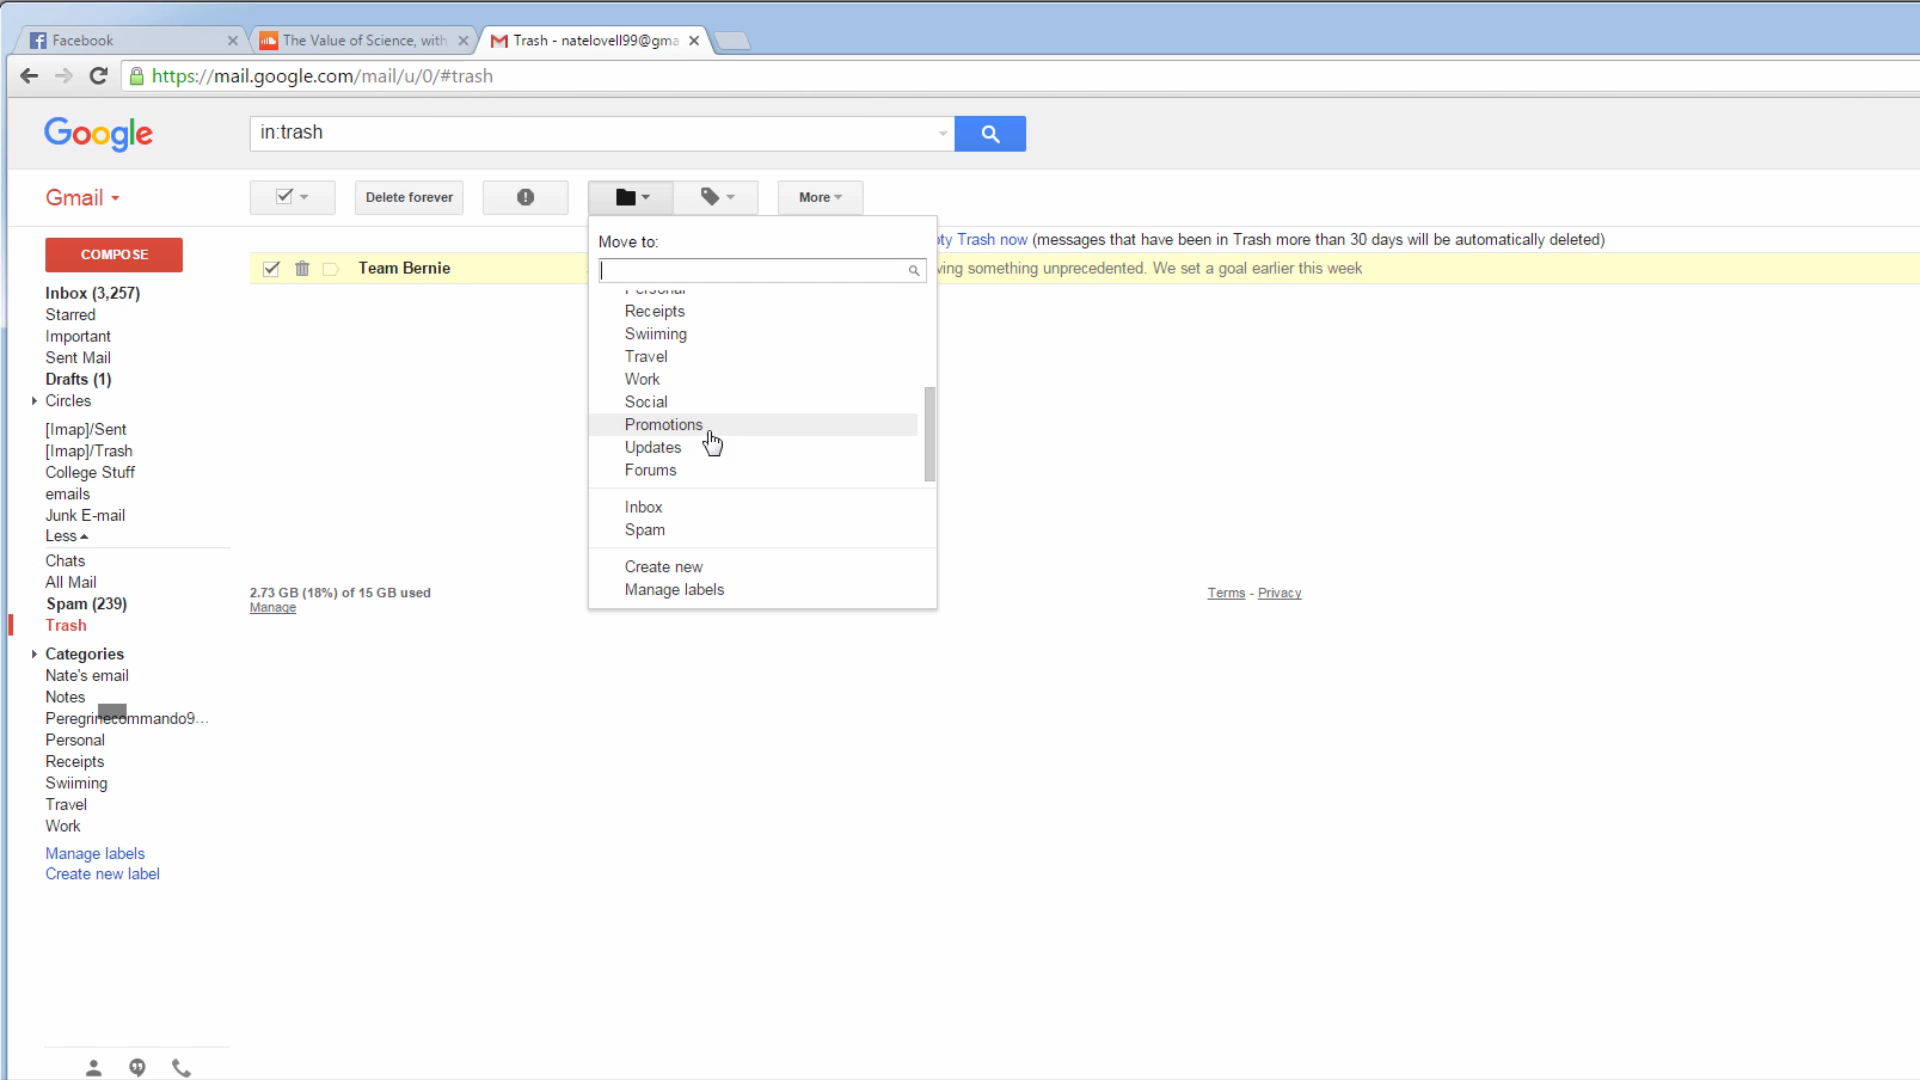 Facebook
The Value of Science, with
Trash - natelovell99@gma
https://mail.google.com/mail/u/0/#trash
Google
in:trash
Gmail
Delete forever
More
COMPOSE
Inbox (3,257)
Starred
Important
Sent Mail
Drafts (1)
Circles
[Imap]/Sent
[Imap]/Trash
College Stuff
emails
Junk E-mail
Less
Chats
All Mail
Spam (239)
Trash
Categories
Nate's email
Notes
Peregrinecommando9...
Personal
Receipts
Swiiming
Travel
Work
Manage labels
Create new label
Move to:
Personal
Receipts
Swiiming
Travel
Work
Social
Promotions
Updates
Forums
Inbox
Spam
Create new
Manage labels
ty Trash now (messages that have been in Trash more than 30 days will be automatically deleted)
Team Bernie
ving something unprecedented. We set a goal earlier this week
2.73 GB (18%) of 15 GB used
Manage
Terms - Privacy